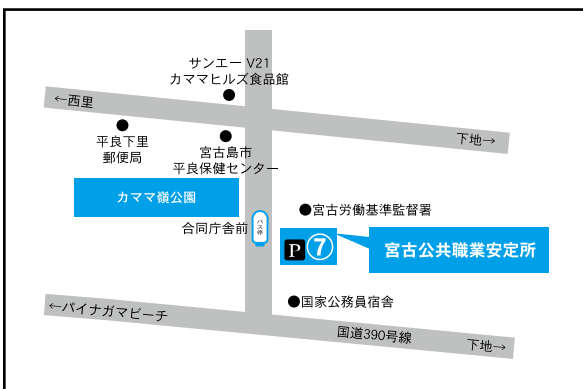 サンエー V21
カママヒルズ食品館
←西里
平良下里
郵便局
宮古島市
平良保健センター
下地→
カママ嶺公園
バス停
合同庁舎前
宮古労働基準監督署
P ⑦
宮古公共職業安定所
国家公務員宿舎
←パイナガマビーチ
国道390号線
下地→